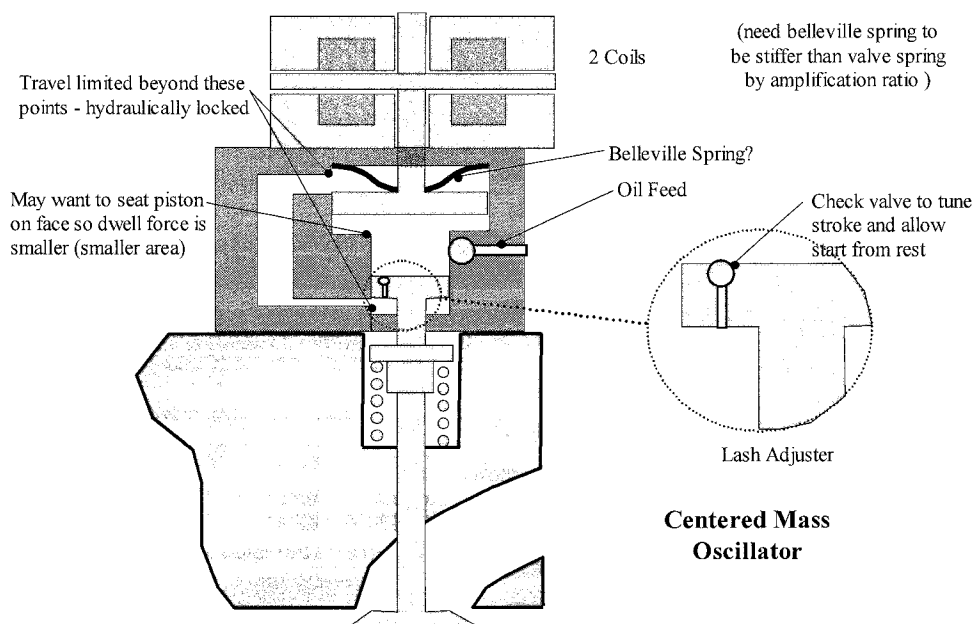 2 Coils
(need belleville spring to
be stiffer than valve spring
by amplification ratio )
Travel limited beyond these
points - hydraulically locked
Belleville Spring?
Oil Feed
May want to seat piston
on face so dwell force is
smaller (smaller area)
Check valve to tune
stroke and allow
start from rest
Lash Adjuster
Centered Mass
Oscillator